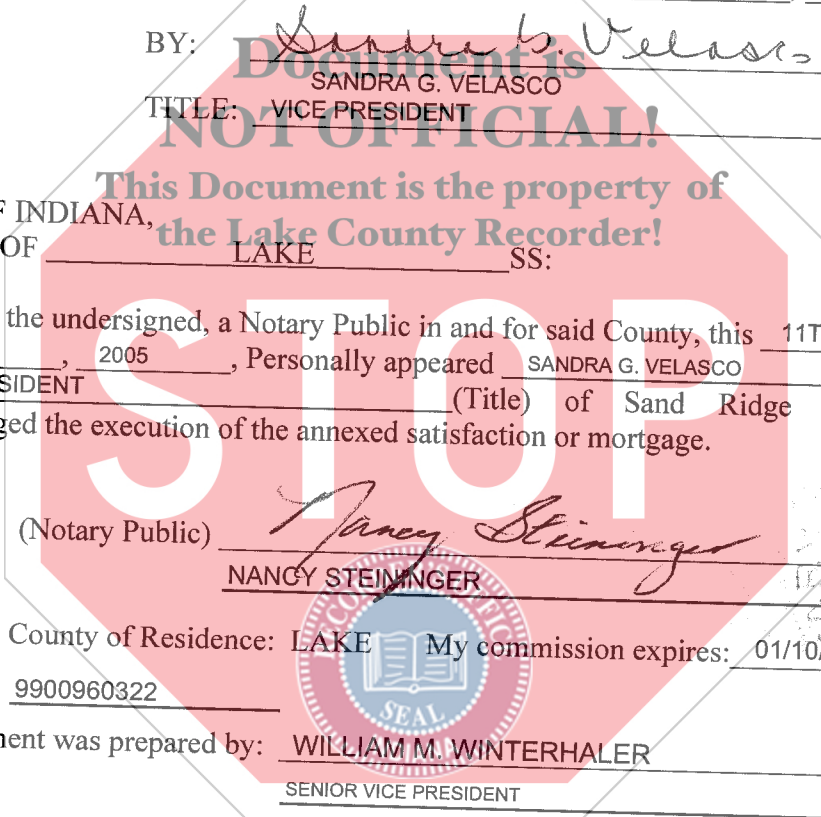 BY: Sandra G. Velasco
SANDRA G. VELASCO
Document is
TITLE: VICE PRESIDENT
NOT OFFICIAL!
This Document is the property of
F INDIANA,
the Lake County Recorder!
OF LAKE SS:
the undersigned, a Notary Public in and for said County, this 11T
, 2005 , Personally appeared SANDRA G. VELASCO
SIDENT (Title) of Sand Ridge
ged the execution of the annexed satisfaction or mortgage.
STOP
(Notary Public) Nancy Steininger
NANCY STEININGER
County of Residence: LAKE My commission expires: 01/10/
9900960322
SEAL
ment was prepared by: WILLIAM M. WINTERHALER
SENIOR VICE PRESIDENT